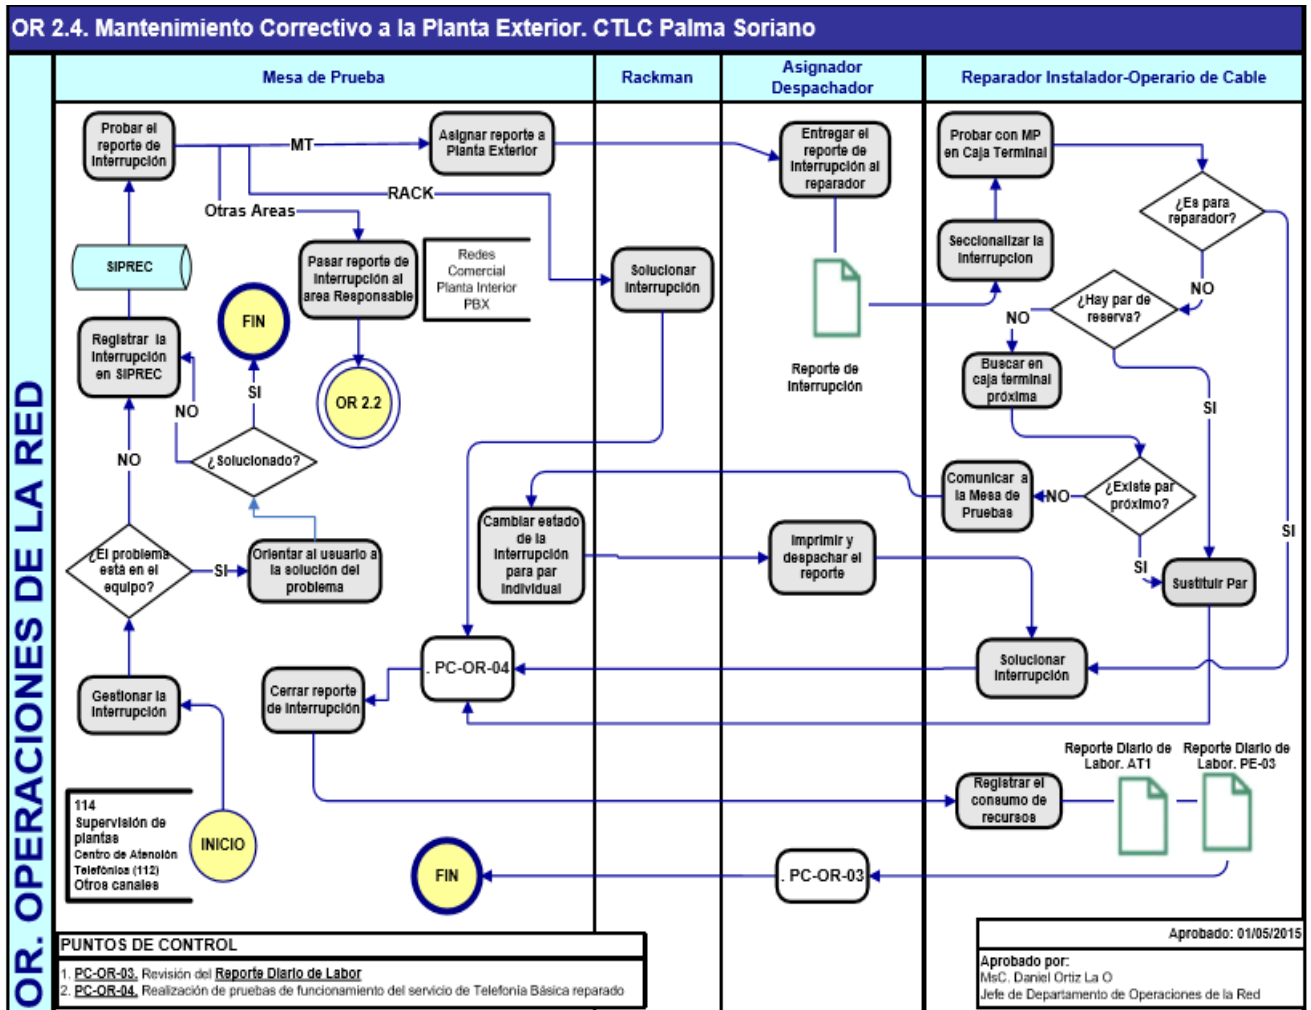 OR 2.4. Mantenimiento Correctivo a la Planta Exterior. CTLC Palma Soriano
OR. OPERACIONES DE LA RED
Mesa de Prueba
Rackman
Asignador
Despachador
Reparador Instalador-Operario de Cable
Probar el
reporte de
Interrupción
MT
Asignar reporte a
Planta Exterior
RACK
Otras Areas
Entregar el
reporte de
Interrupción al
reparador
Probar con MP
en Caja Terminal
¿Es para
reparador?
SIPREC
Pasar reporte de
Interrupción al
area Responsable
Redes
Comercial
Planta Interior
PBX
Solucionar
Interrupción
Seccionalizar la
Interrupcion
NO
¿Hay par de
reserva?
NO
FIN
Registrar la
Interrupción
en SIPREC
Reporte de
Interrupción
Buscar en
caja terminal
próxima
SI
SI
NO
OR 2.2
NO
¿Solucionado?
Comunicar a
la Mesa de
Pruebas
NO
¿Existe par
próximo?
SI
¿El problema
está en el
equipo?
SI
Orientar al usuario a
la solución del
problema
Cambiar estado
de la
Interrupción
para par
Individual
Imprimir y
despachar el
reporte
SI
Sustituir Par
. PC-OR-04
Solucionar
Interrupción
Gestionar la
Interrupción
Cerrar reporte
de Interrupción
Reporte Diario de
Labor. AT1
Reporte Diario de
Labor. PE-03
Registrar el
consumo de
recursos
114
Supervisión de
plantas
Centro de Atención
Telefónica (112)
Otros canales
INICIO
FIN
. PC-OR-03
PUNTOS DE CONTROL
1. PC-OR-03. Revisión del Reporte Diario de Labor
2. PC-OR-04. Realización de pruebas de funcionamiento del servicio de Telefonía Básica reparado
Aprobado: 01/05/2015
Aprobado por:
MsC. Daniel Ortiz La O
Jefe de Departamento de Operaciones de la Red